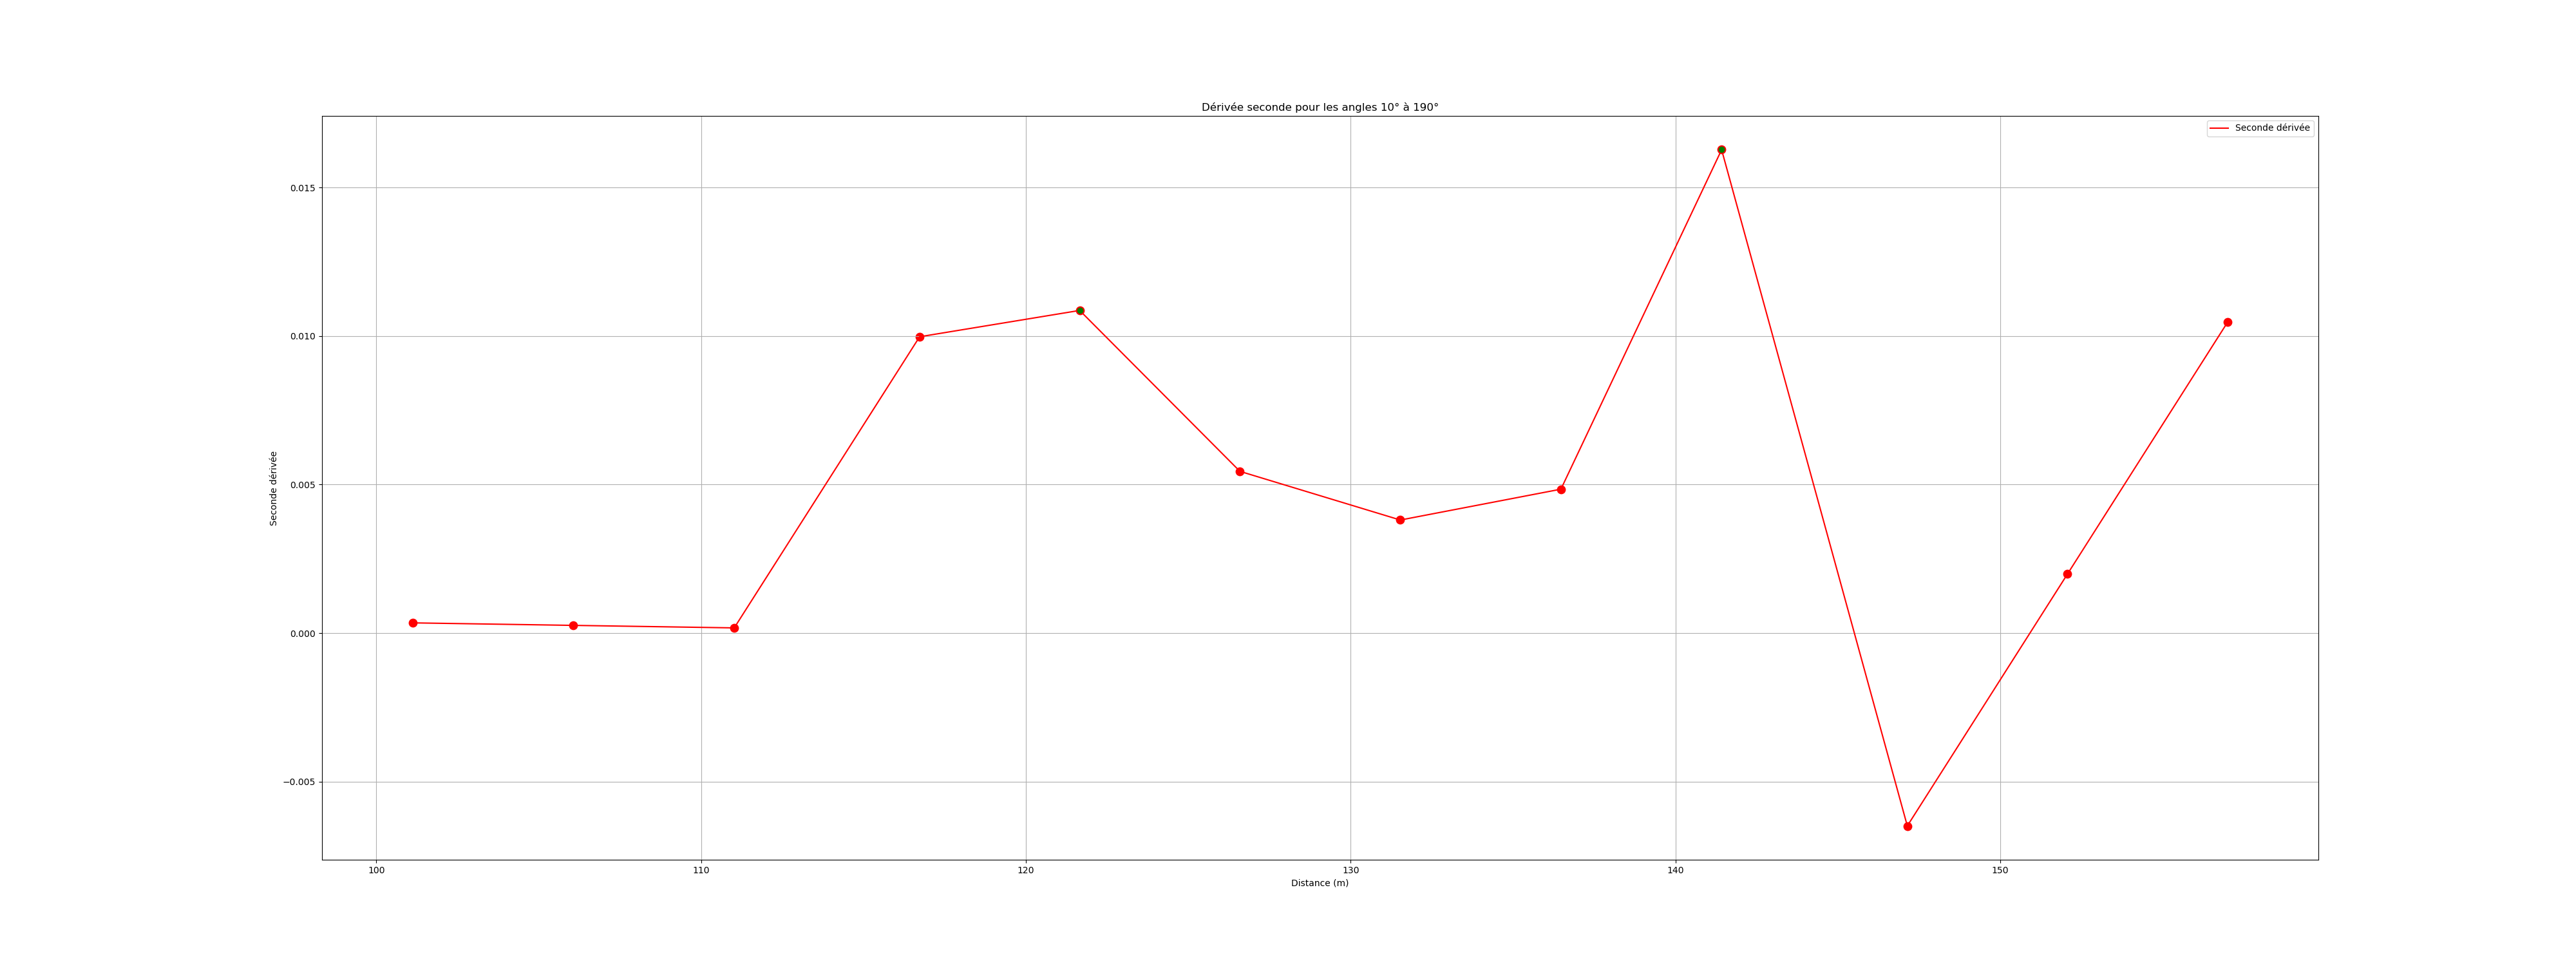 Dérivée seconde pour les angles 10° à 190°
Seconde dérivée
0.015
0.010
0.005
0.000
−0.005
Seconde dérivée
100 110 120 130 140 150
Distance (m)